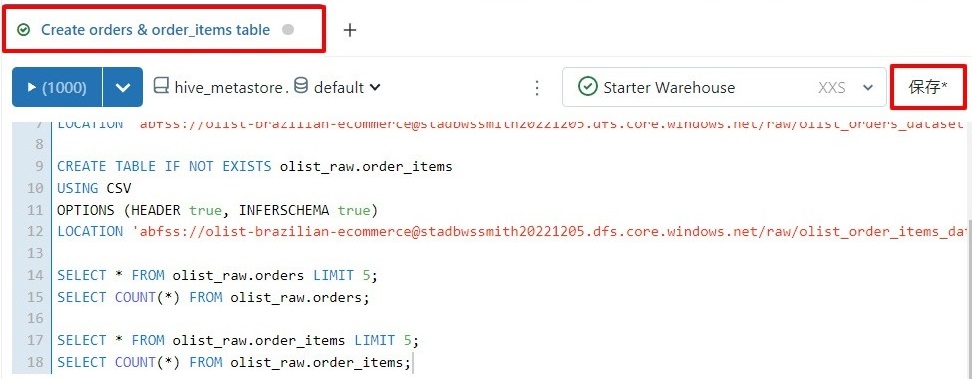 Create orders & order_items table
(1000) hive_metastore. default Starter Warehouse XXS 保存*
7 LOCATION 'abfss://olist-brazilian-ecommerce@stadbwssmith20221205.dfs.core.windows.net/raw/olist_orders_dataset
8
9 CREATE TABLE IF NOT EXISTS olist_raw.order_items
10 USING CSV
11 OPTIONS (HEADER true, INFERSCHEMA true)
12 LOCATION 'abfss://olist-brazilian-ecommerce@stadbwssmith20221205.dfs.core.windows.net/raw/olist_order_items_dat
13
14 SELECT * FROM olist_raw.orders LIMIT 5;
15 SELECT COUNT(*) FROM olist_raw.orders;
16
17 SELECT * FROM olist_raw.order_items LIMIT 5;
18 SELECT COUNT(*) FROM olist_raw.order_items;